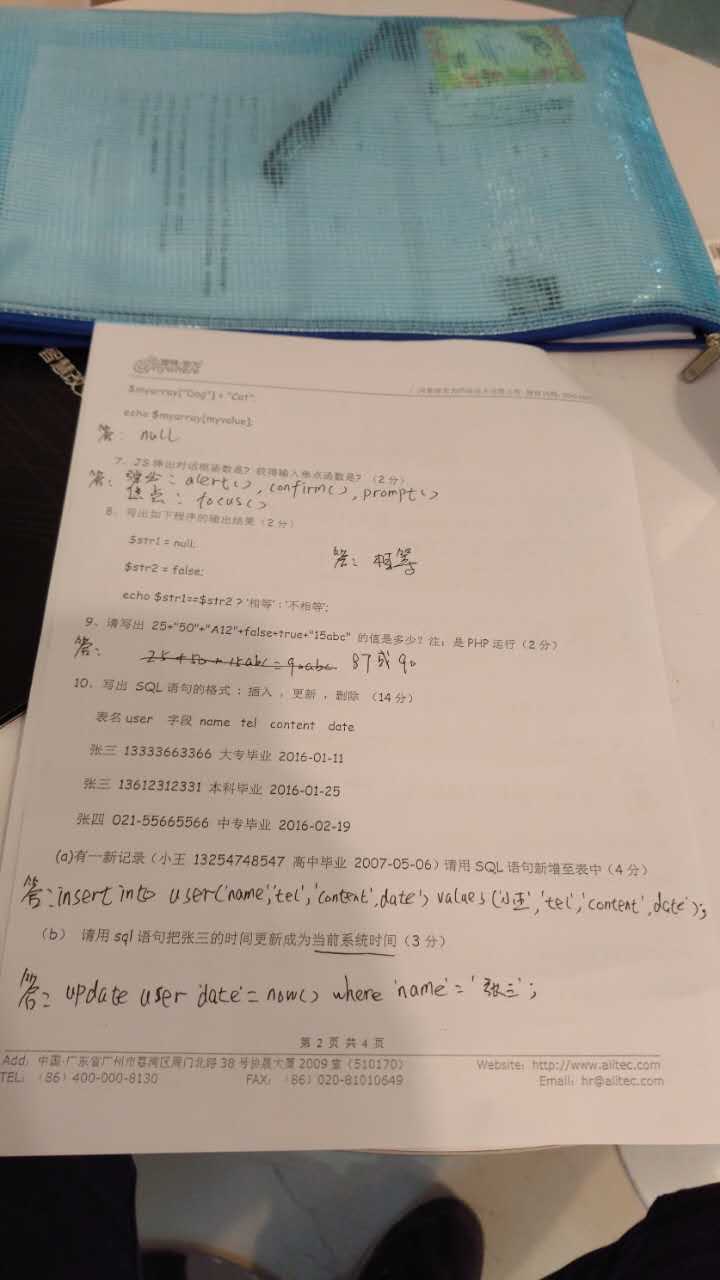 $myarray["Dog"] = "Cat";
echo $myarray[myvalue];
答: null
7、JS 弹出对话框函数是?获得输入焦点函数是?(2 分)
答: 弹出: alert(), confirm(), prompt()
焦点: focus()
8、写出如下程序的输出结果(2 分)
$str1 = null;
$str2 = false;
答: 相等
echo $str1==$str2 ? '相等' : '不相等';
9、请写出 25+"50"+"A12"+false+true+"15abc" 的值是多少?注:是 PHP 运行(2 分)
答: 25+50+15abc=90abc 87或90
10、写出 SQL 语句的格式 : 插入 , 更新 , 删除 (14 分)
表名 user 字段 name tel content date
张三 13333663366 大专毕业 2016-01-11
张三 13612312331 本科毕业 2016-01-25
张四 021-55665566 中专毕业 2016-02-19
(a)有一新记录(小王 13254748547 高中毕业 2007-05-06)请用 SQL 语句新增至表中(4 分)
答: insert into user('name','tel','content',date') values('小王','tel','content',date');
(b) 请用 sql 语句把张三的时间更新成为当前系统时间(3 分)
答: update user 'date' = now() where 'name' = '张三';
第 2 页 共 4 页
Add: 中国·广东省广州市荔湾区周门北路 38 号协晟大厦 2009 室(510170) Website: http://www.aiitec.com
TEL: (86)400-000-8130 FAX: (86)020-81010649 Email: hr@aiitec.com